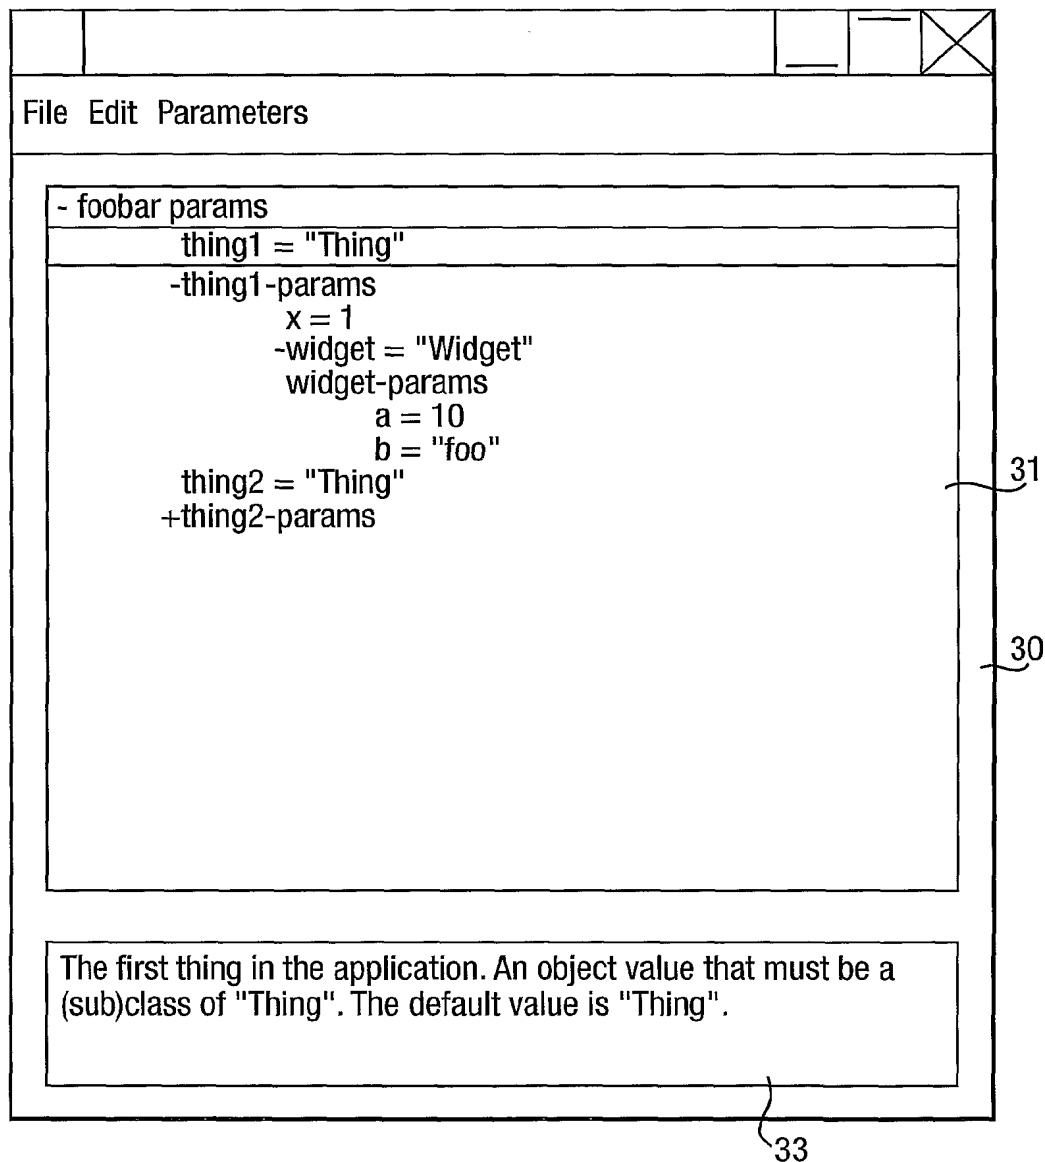 File Edit Parameters
- foobar params
thing1 = "Thing"
-thing1-params
x = 1
-widget = "Widget"
widget-params
a = 10
b = "foo"
thing2 = "Thing"
+thing2-params
31
30
The first thing in the application. An object value that must be a
(sub)class of "Thing". The default value is "Thing".
33